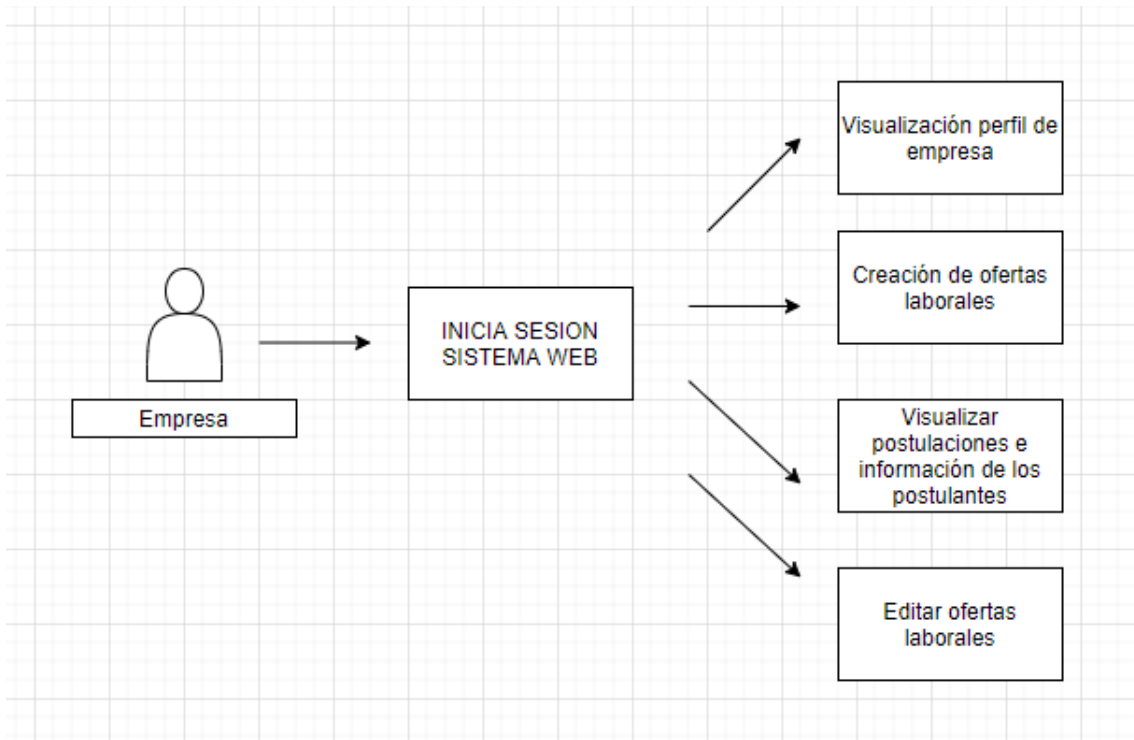 Visualización perfil de
empresa
Creación de ofertas
laborales
INICIA SESION
SISTEMA WEB
Empresa
Visualizar
postulaciones e
información de los
postulantes
Editar ofertas
laborales